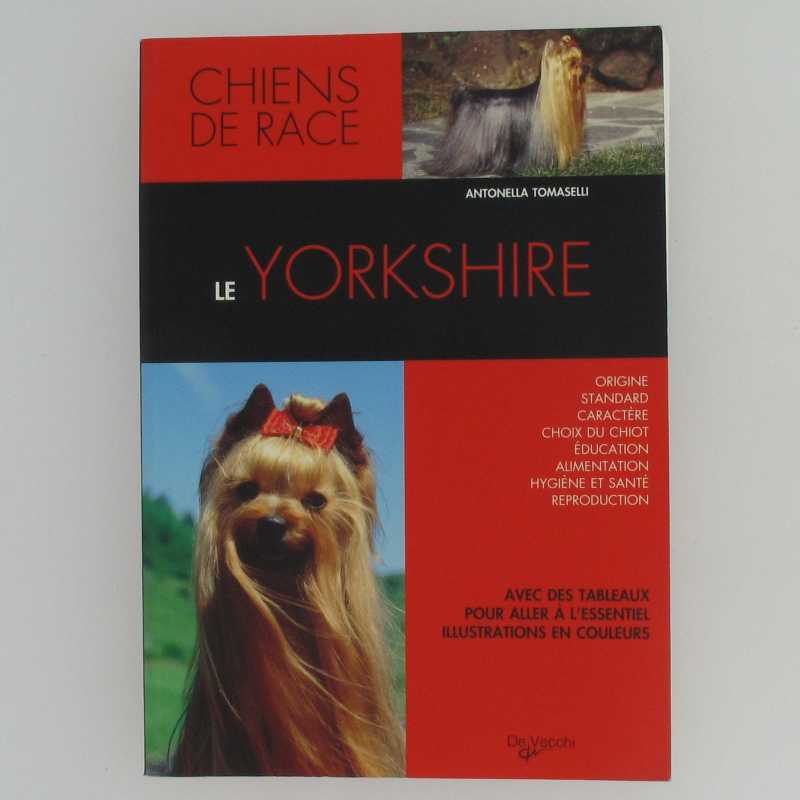 CHIENS
DE RACE
ANTONELLA TOMASELLI
LE YORKSHIRE
ORIGINE
STANDARD
CARACTÈRE
CHOIX DU CHIOT
ÉDUCATION
ALIMENTATION
HYGIÈNE ET SANTÉ
REPRODUCTION
AVEC DES TABLEAUX
POUR ALLER À L'ESSENTIEL
ILLUSTRATIONS EN COULEURS
De Vecchi